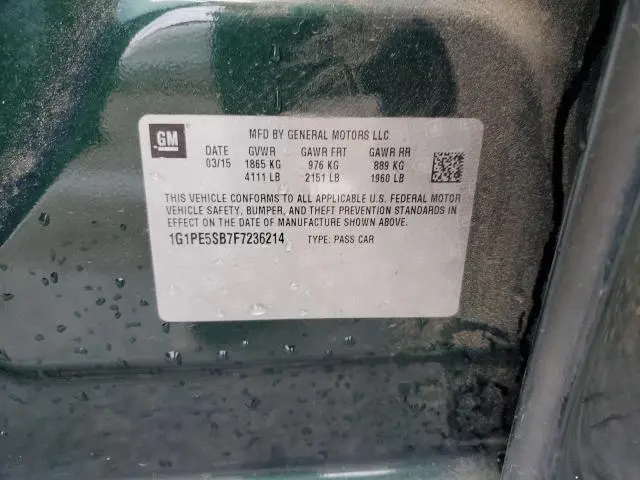 GM
MFD BY GENERAL MOTORS LLC
DATE GVWR GAWR FRT GAWR RR
03/15 1865 KG 976 KG 889 KG
4111 LB 2151 LB 1960 LB
THIS VEHICLE CONFORMS TO ALL APPLICABLE U.S. FEDERAL MOTOR
VEHICLE SAFETY, BUMPER, AND THEFT PREVENTION STANDARDS IN
EFFECT ON THE DATE OF MANUFACTURE SHOWN ABOVE.
1G1PE5SB7F7236214 TYPE: PASS CAR